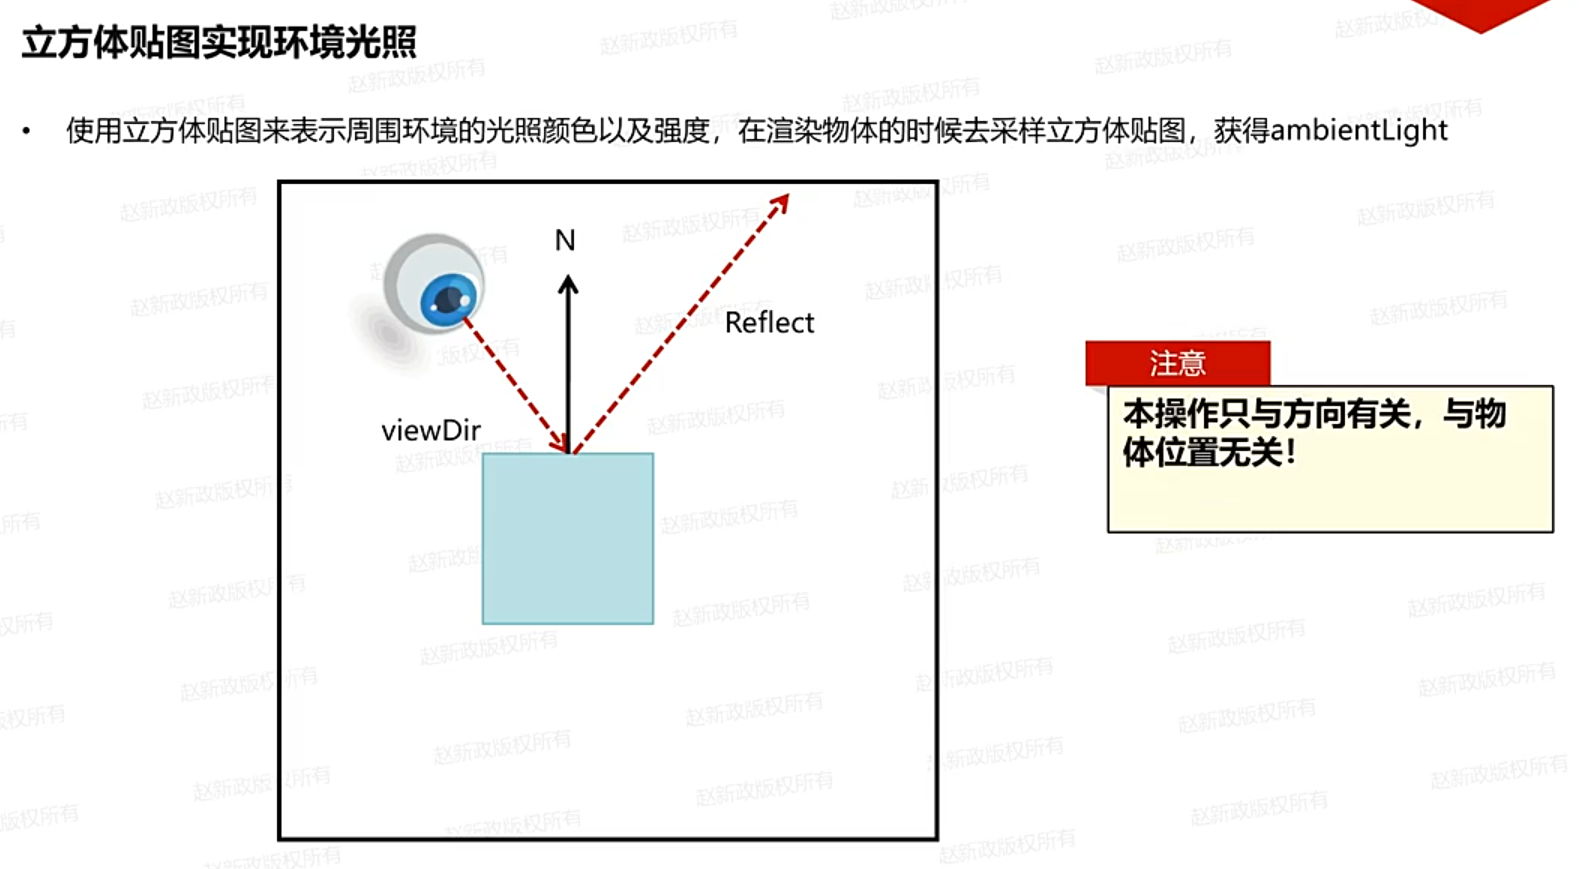 立方体贴图实现环境光照
• 使用立方体贴图来表示周围环境的光照颜色以及强度，在渲染物体的时候去采样立方体贴图，获得ambientLight
N
Reflect
viewDir
注意
本操作只与方向有关，与物
体位置无关！
赵新政版权所有